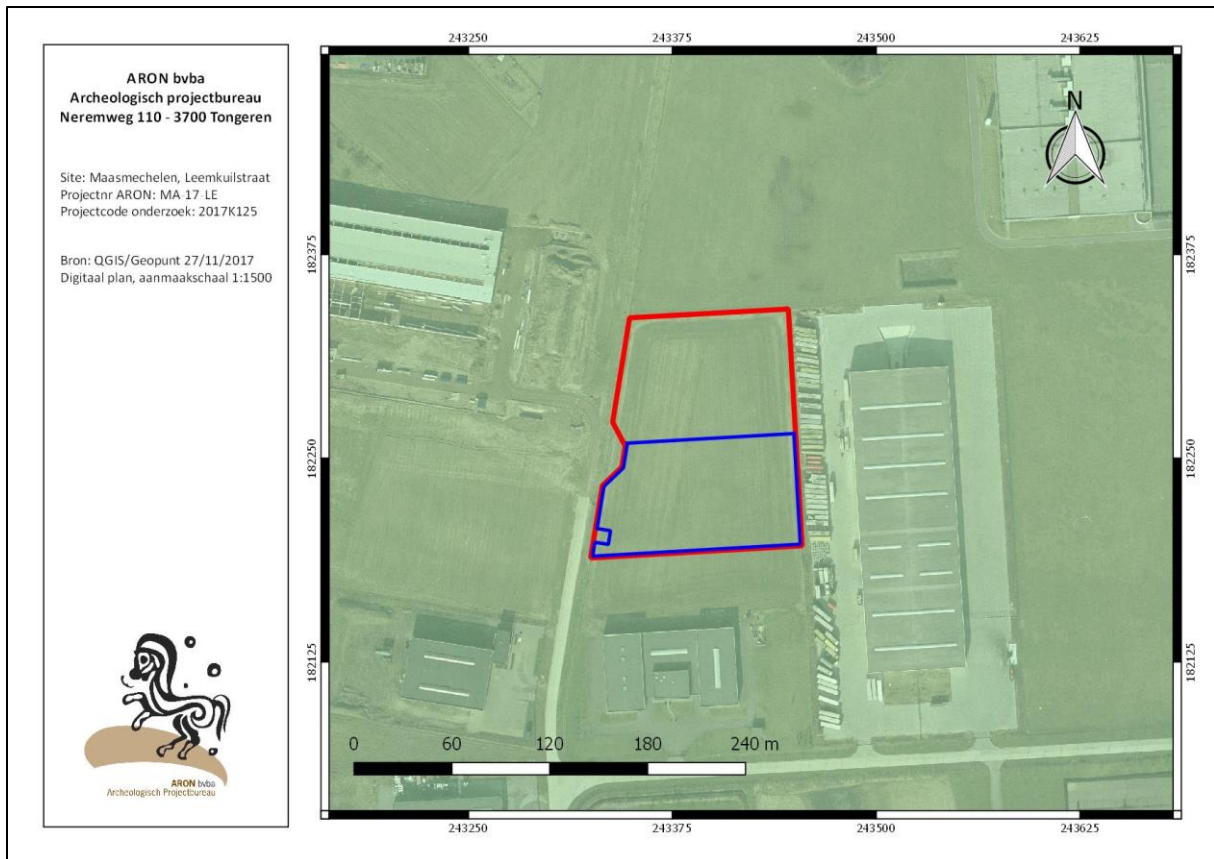 ARON bvba
Archeologisch projectbureau
Neremweg 110 - 3700 Tongeren
Site: Maasmechelen, Leemkuilstraat
Projectnr ARON: MA-17-LE
Projectcode onderzoek: 2017K125
Bron: QGIS/Geopunt 27/11/2017
Digitaal plan, aanmaakschaal 1:1500
ARON bvba
Archeologisch Projectbureau
243250 243375 243500 243625
N
182375 182375
182250 182250
182125 182125
0 60 120 180 240 m
243250 243375 243500 243625